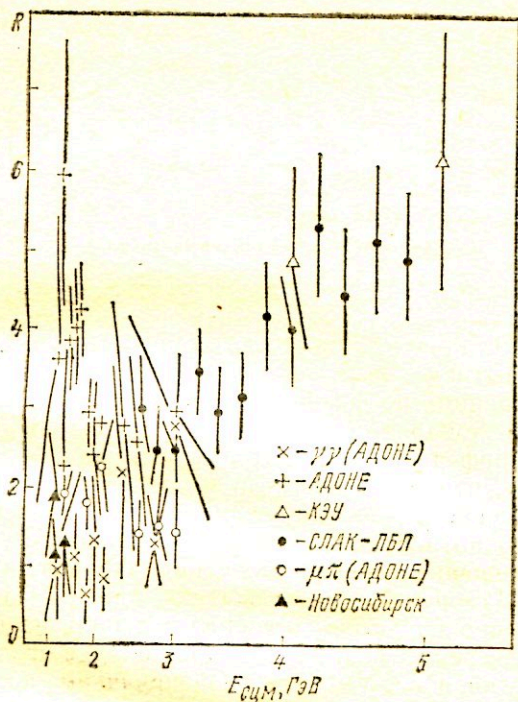 R
6
4
2
0
× – γγ (АДОНЕ)
+ – АДОНЕ
△ – КЭУ
● – СЛАК–ЛБЛ
○ – μπ (АДОНЕ)
▲ – Новосибирск
1 2 3 4 5
Eсцм, ГэВ